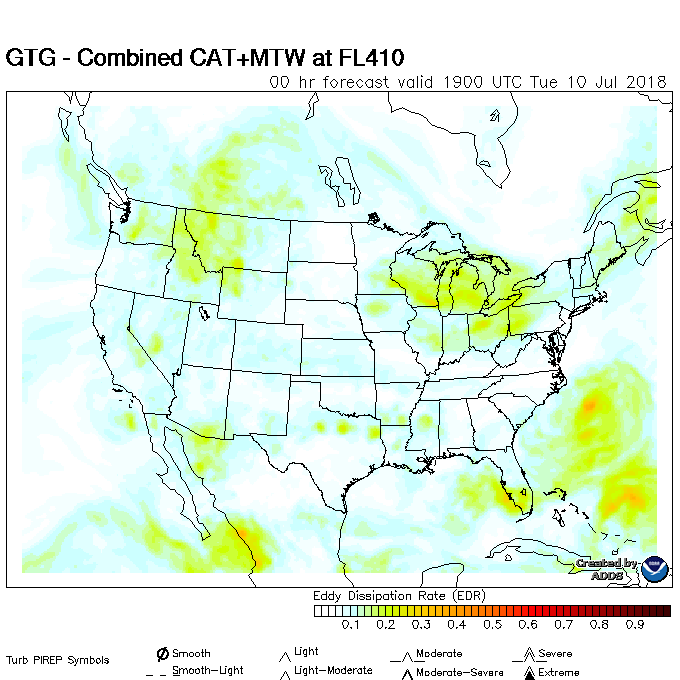 GTG - Combined CAT+MTW at FL410
00 hr forecast valid 1900 UTC Tue 10 Jul 2018
Created by
ADDS
NOAA
Eddy Dissipation Rate (EDR)
0.1 0.2 0.3 0.4 0.5 0.6 0.7 0.8 0.9
Turb PIREP Symbols
Smooth Light Moderate Severe
Smooth-Light Light-Moderate Moderate-Severe Extreme